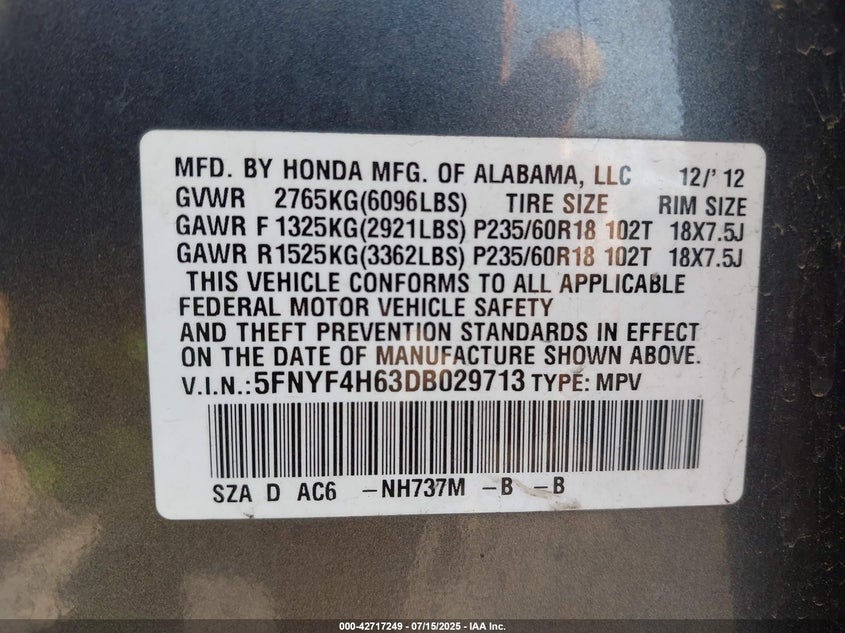 MFD. BY HONDA MFG. OF ALABAMA, LLC 12/'12
GVWR 2765KG(6096LBS) TIRE SIZE RIM SIZE
GAWR F 1325KG(2921LBS) P235/60R18 102T 18X7.5J
GAWR R 1525KG(3362LBS) P235/60R18 102T 18X7.5J
THIS VEHICLE CONFORMS TO ALL APPLICABLE
FEDERAL MOTOR VEHICLE SAFETY
AND THEFT PREVENTION STANDARDS IN EFFECT
ON THE DATE OF MANUFACTURE SHOWN ABOVE.
V.I.N.: 5FNYF4H63DB029713 TYPE: MPV
SZA D AC6 -NH737M -B -B
000-42717249 - 07/15/2025 - IAA Inc.